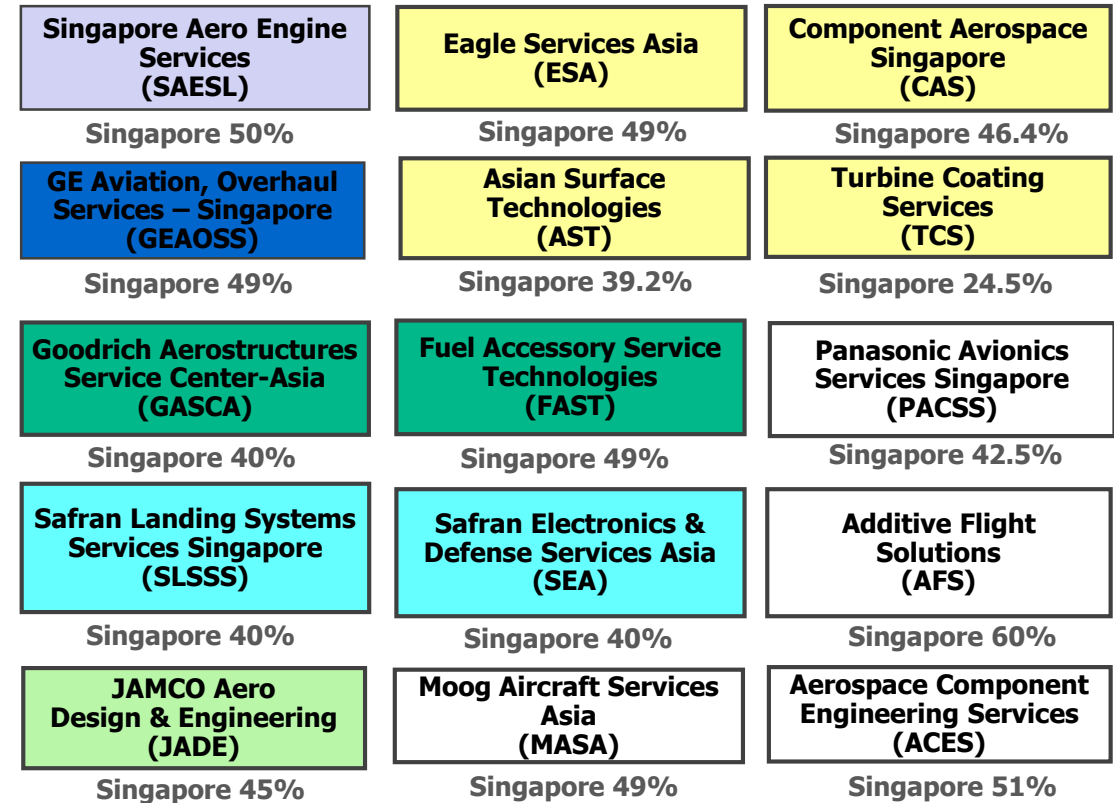 Singapore Aero Engine
Services
(SAESL)
Singapore 50%
Eagle Services Asia
(ESA)
Singapore 49%
Component Aerospace
Singapore
(CAS)
Singapore 46.4%
GE Aviation, Overhaul
Services – Singapore
(GEAOSS)
Singapore 49%
Asian Surface
Technologies
(AST)
Singapore 39.2%
Turbine Coating
Services
(TCS)
Singapore 24.5%
Goodrich Aerostructures
Service Center-Asia
(GASCA)
Singapore 40%
Fuel Accessory Service
Technologies
(FAST)
Singapore 49%
Panasonic Avionics
Services Singapore
(PACSS)
Singapore 42.5%
Safran Landing Systems
Services Singapore
(SLSSS)
Singapore 40%
Safran Electronics &
Defense Services Asia
(SEA)
Singapore 40%
Additive Flight
Solutions
(AFS)
Singapore 60%
JAMCO Aero
Design & Engineering
(JADE)
Singapore 45%
Moog Aircraft Services
Asia
(MASA)
Singapore 49%
Aerospace Component
Engineering Services
(ACES)
Singapore 51%